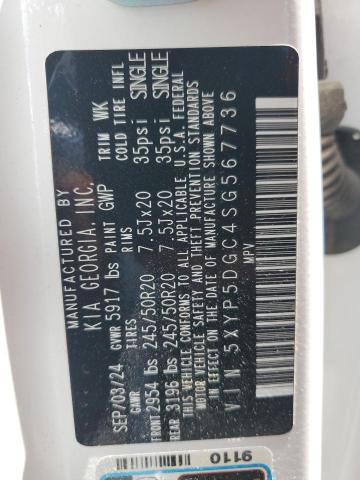 MANUFACTURED BY
KIA GEORGIA, INC.
SEP/03/24 GVWR 5917 lbs PAINT GWP TRIM WK
GAWR TIRES RIMS COLD TIRE INFL
FRONT 2954 lbs 245/50R20 7.5Jx20 35psi SINGLE
REAR 3196 lbs 245/50R20 7.5Jx20 35psi SINGLE
THIS VEHICLE CONFORMS TO ALL APPLICABLE U.S.A. FEDERAL
MOTOR VEHICLE SAFETY AND THEFT PREVENTION STANDARDS
IN EFFECT ON THE DATE OF MANUFACTURE SHOWN ABOVE
VIN 5XYP5DGC4SG567736
MPV
9110